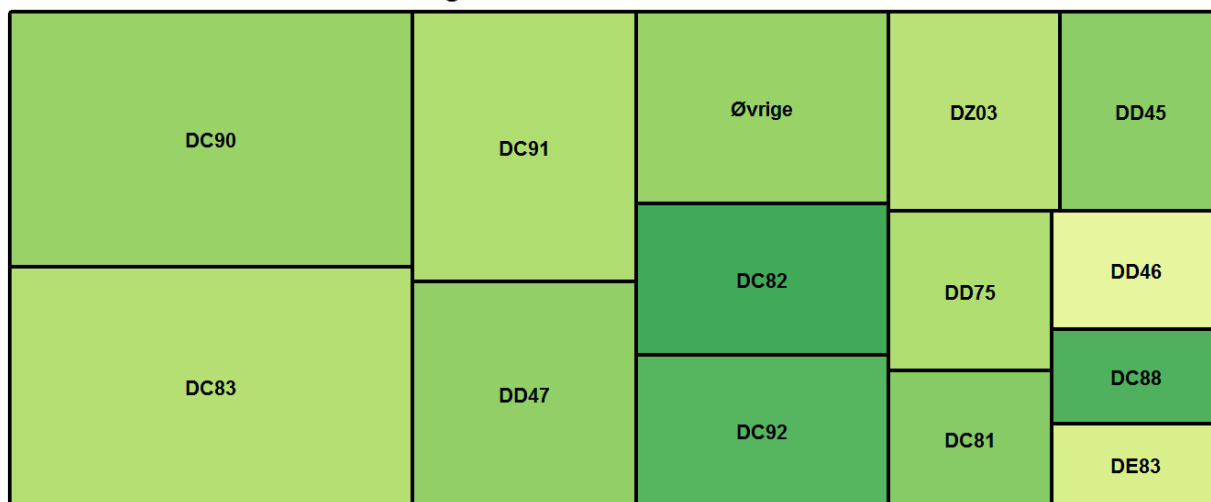 DC90
DC83
DC91
DD47
Øvrige
DC82
DC92
DZ03
DD45
DD75
DC81
DD46
DC88
DE83